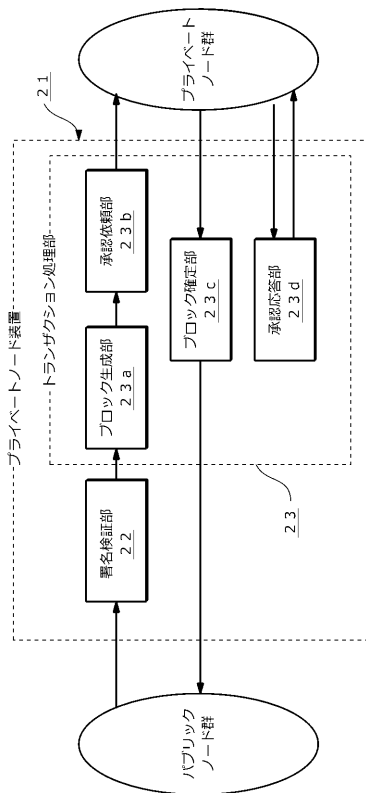 プライベートノード装置
21
トランザクション処理部
パブリック
ノード群
署名検証部
22
ブロック生成部
23a
承認依頼部
23b
プライベート
ノード群
ブロック確定部
23c
承認応答部
23d
23